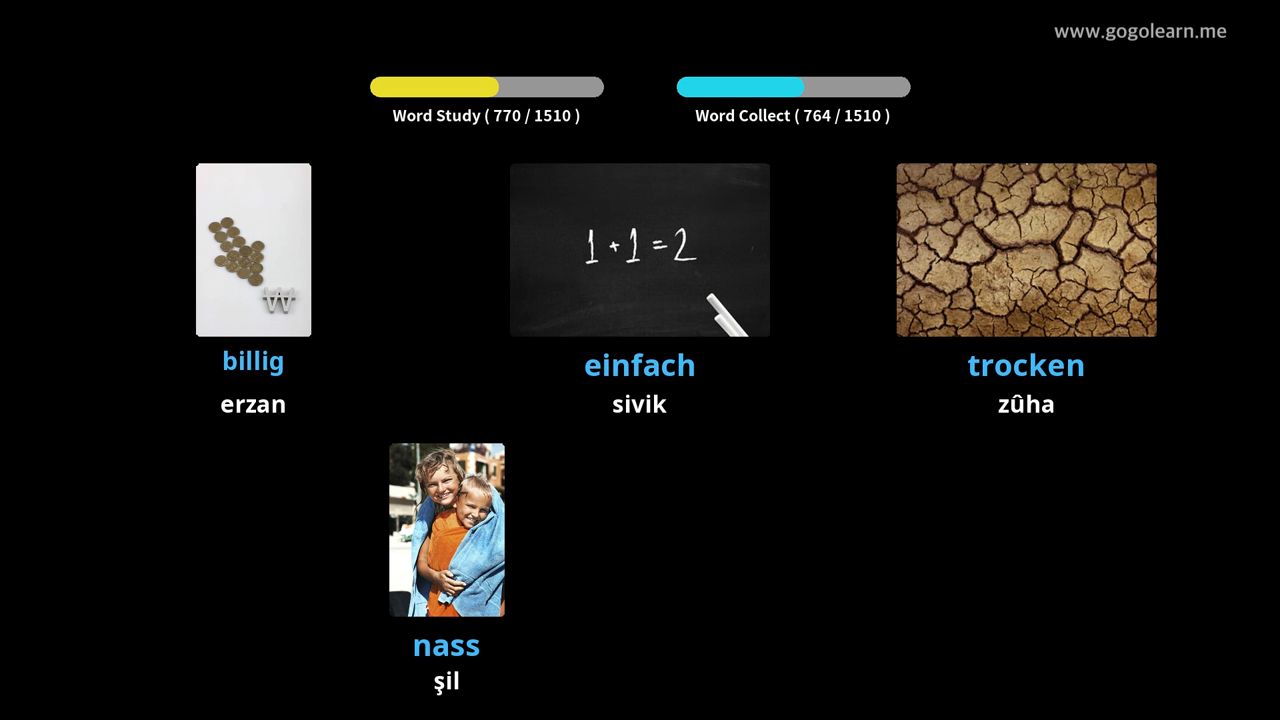 www.gogolearn.me
Word Study ( 770 / 1510 )
Word Collect ( 764 / 1510 )
1 + 1 = 2
₩
billig
einfach
trocken
erzan
sivik
zûha
nass
şil